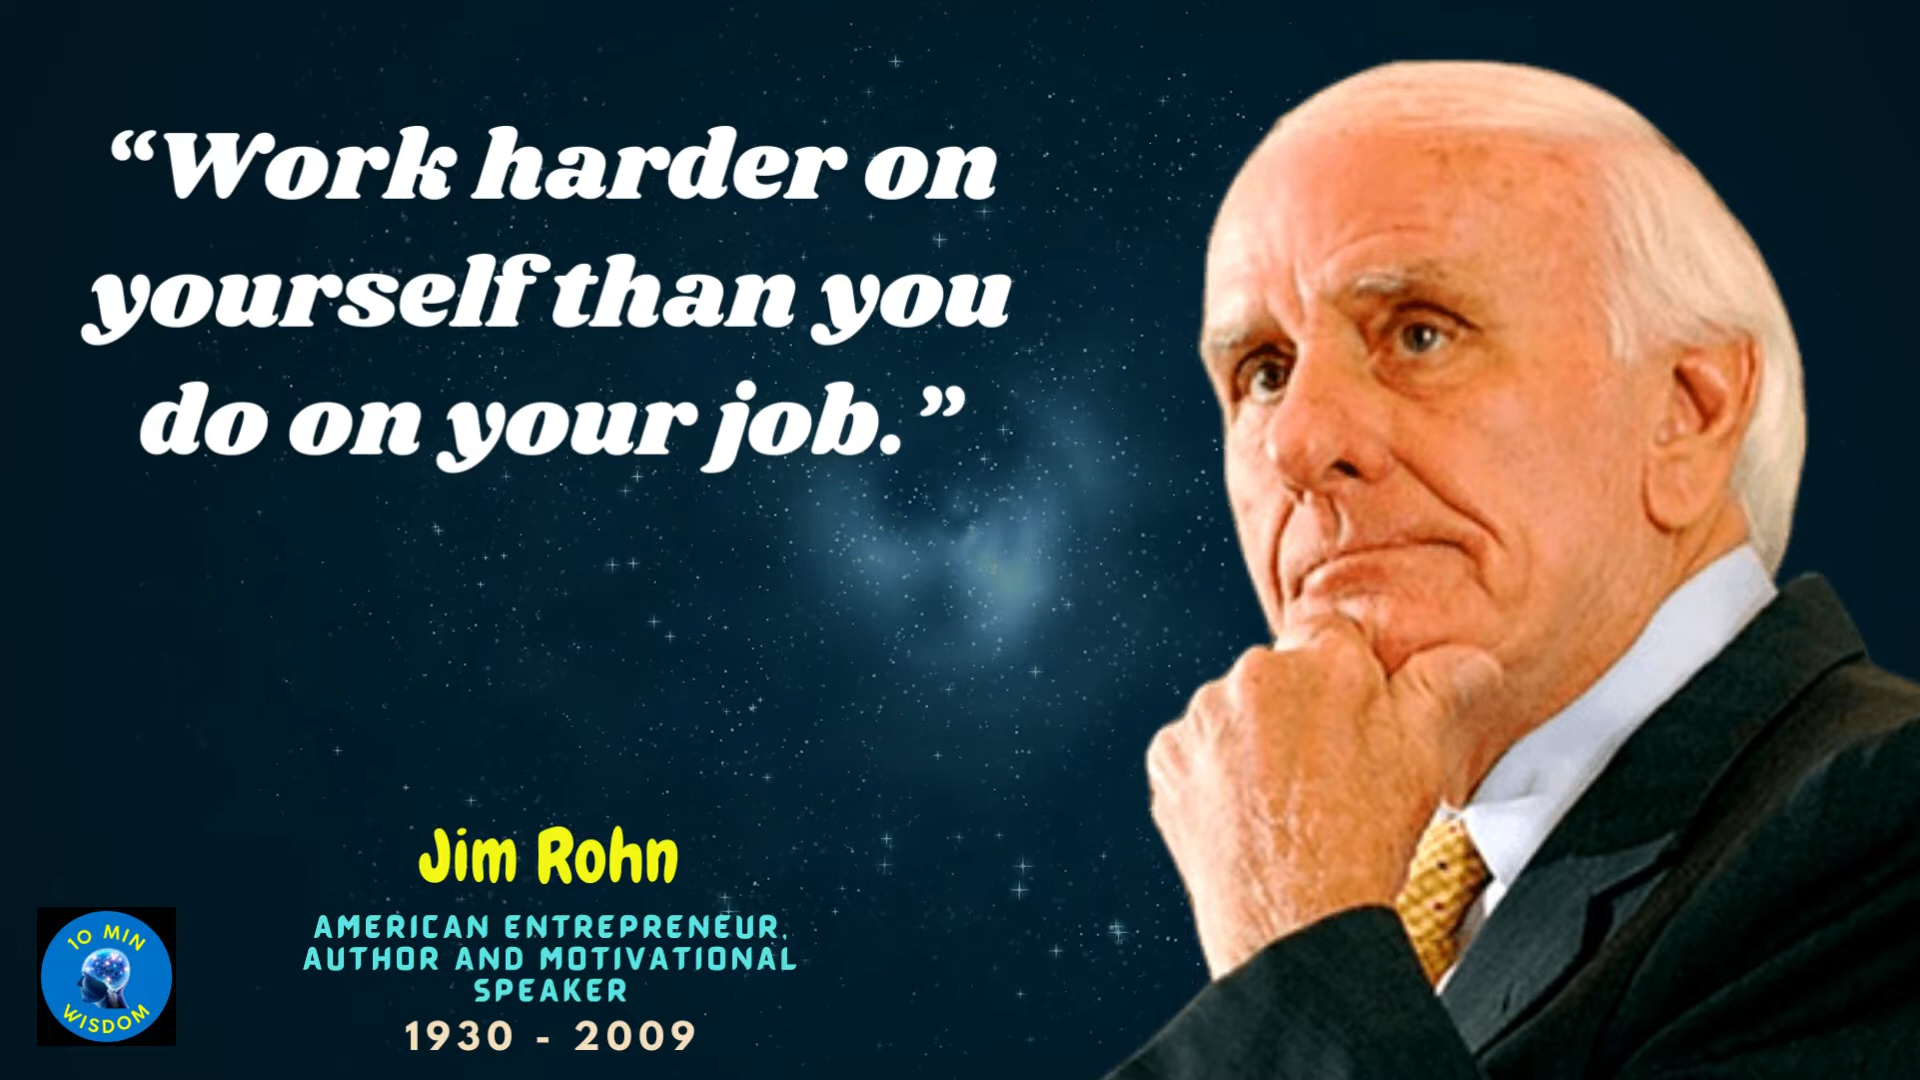 “Work harder on
yourself than you
do on your job.”
Jim Rohn
AMERICAN ENTREPRENEUR,
AUTHOR AND MOTIVATIONAL
SPEAKER
1930 - 2009
10 MIN
WISDOM